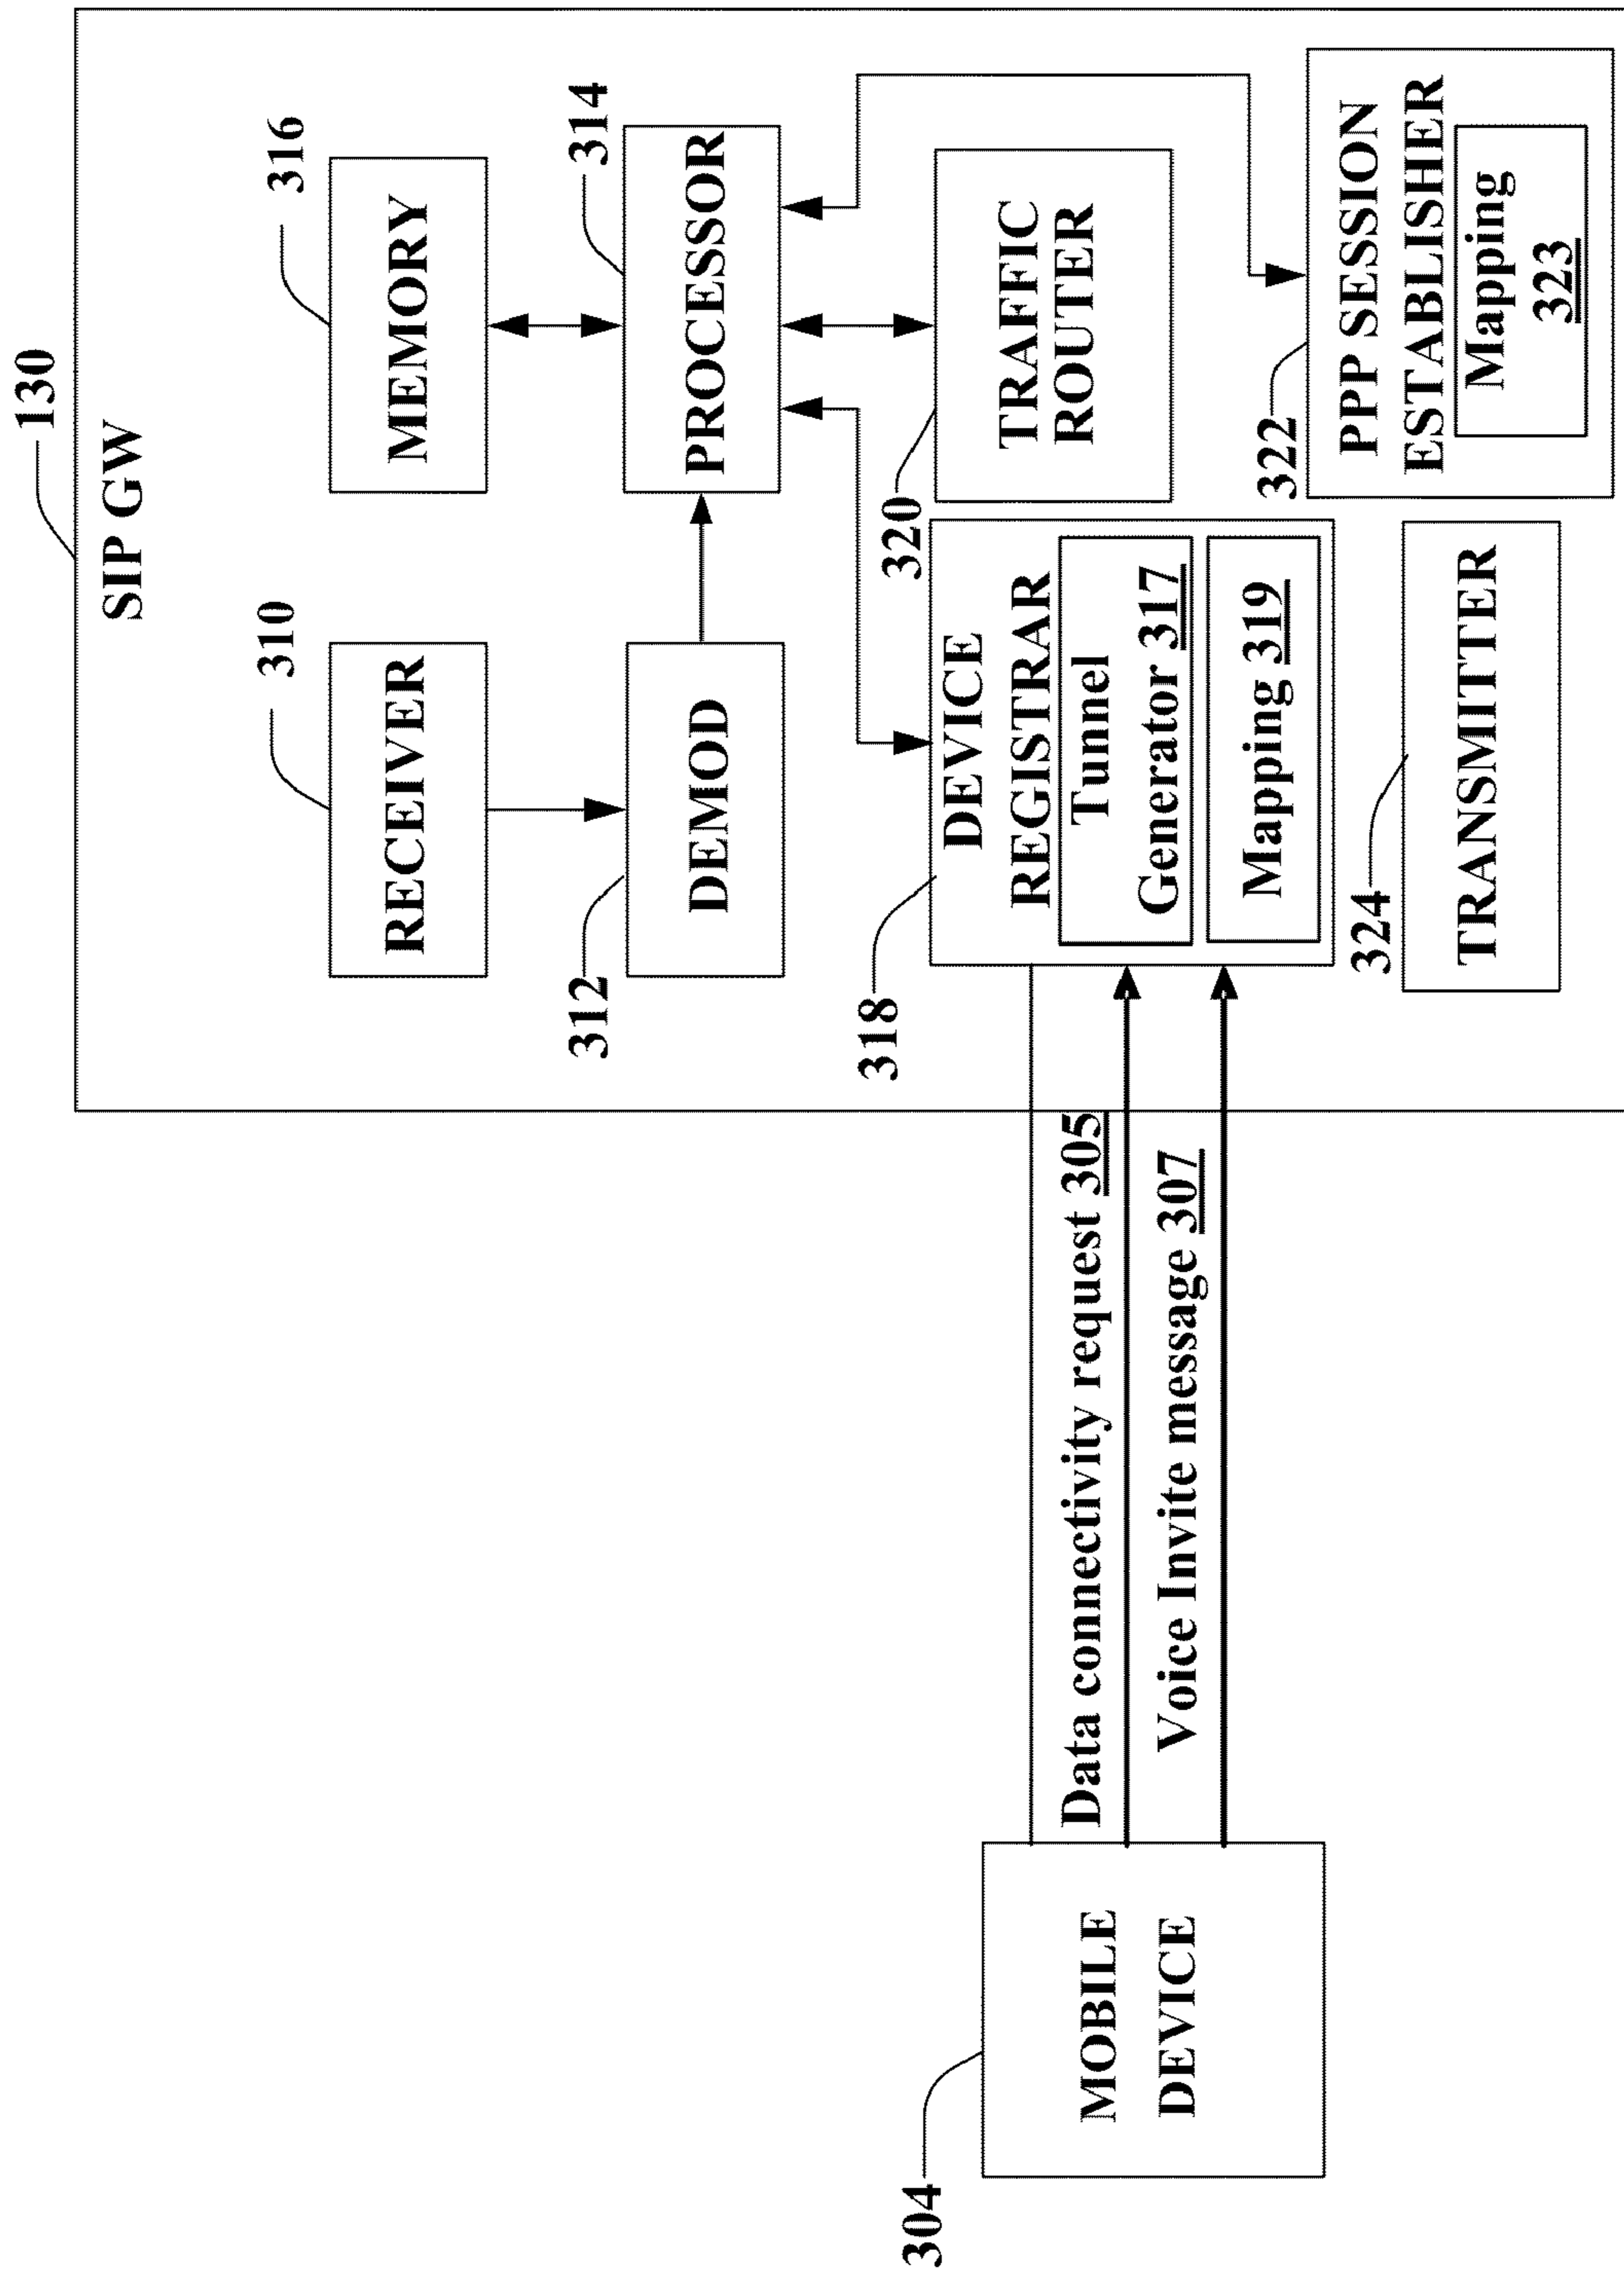 130
SIP GW
310
316
RECEIVER
MEMORY
312
314
DEMOD
PROCESSOR
318
320
DEVICE
REGISTRAR
Tunnel
Generator 317
Mapping 319
TRAFFIC
ROUTER
304
MOBILE
DEVICE
Data connectivity request 305
Voice Invite message 307
322
PPP SESSION
ESTABLISHER
Mapping
323
324
TRANSMITTER